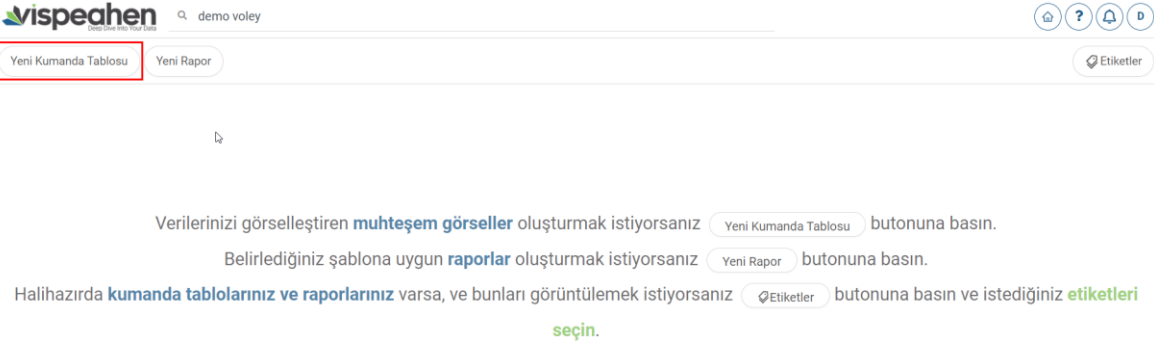 vispeahen
Deep Dive Into Your Data
demo voley
?
D
Yeni Kumanda Tablosu
Yeni Rapor
Etiketler
Verilerinizi görselleştiren muhteşem görseller oluşturmak istiyorsanız Yeni Kumanda Tablosu butonuna basın.
Belirlediğiniz şablona uygun raporlar oluşturmak istiyorsanız Yeni Rapor butonuna basın.
Halihazırda kumanda tablolarınız ve raporlarınız varsa, ve bunları görüntülemek istiyorsanız Etiketler butonuna basın ve istediğiniz etiketleri
seçin.